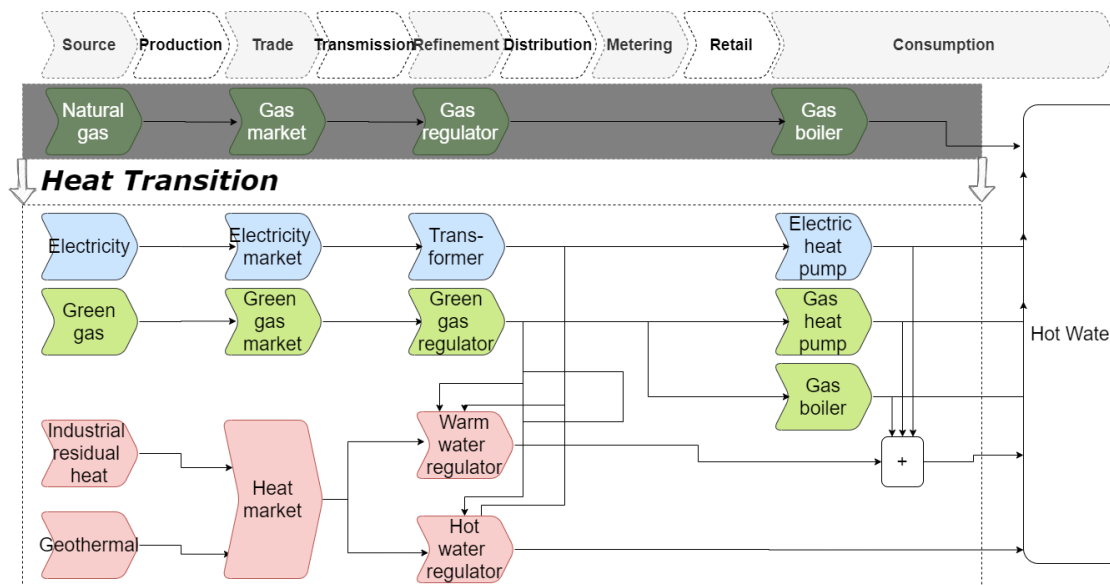 Source
Production
Trade
Transmission
Refinement
Distribution
Metering
Retail
Consumption
Natural
gas
Gas
market
Gas
regulator
Gas
boiler
Heat Transition
Electricity
Electricity
market
Trans-
former
Electric
heat
pump
Green
gas
Green
gas
market
Green
gas
regulator
Gas
heat
pump
Hot Water
Gas
boiler
Industrial
residual
heat
Heat
market
Warm
water
regulator
+
Geothermal
Hot
water
regulator